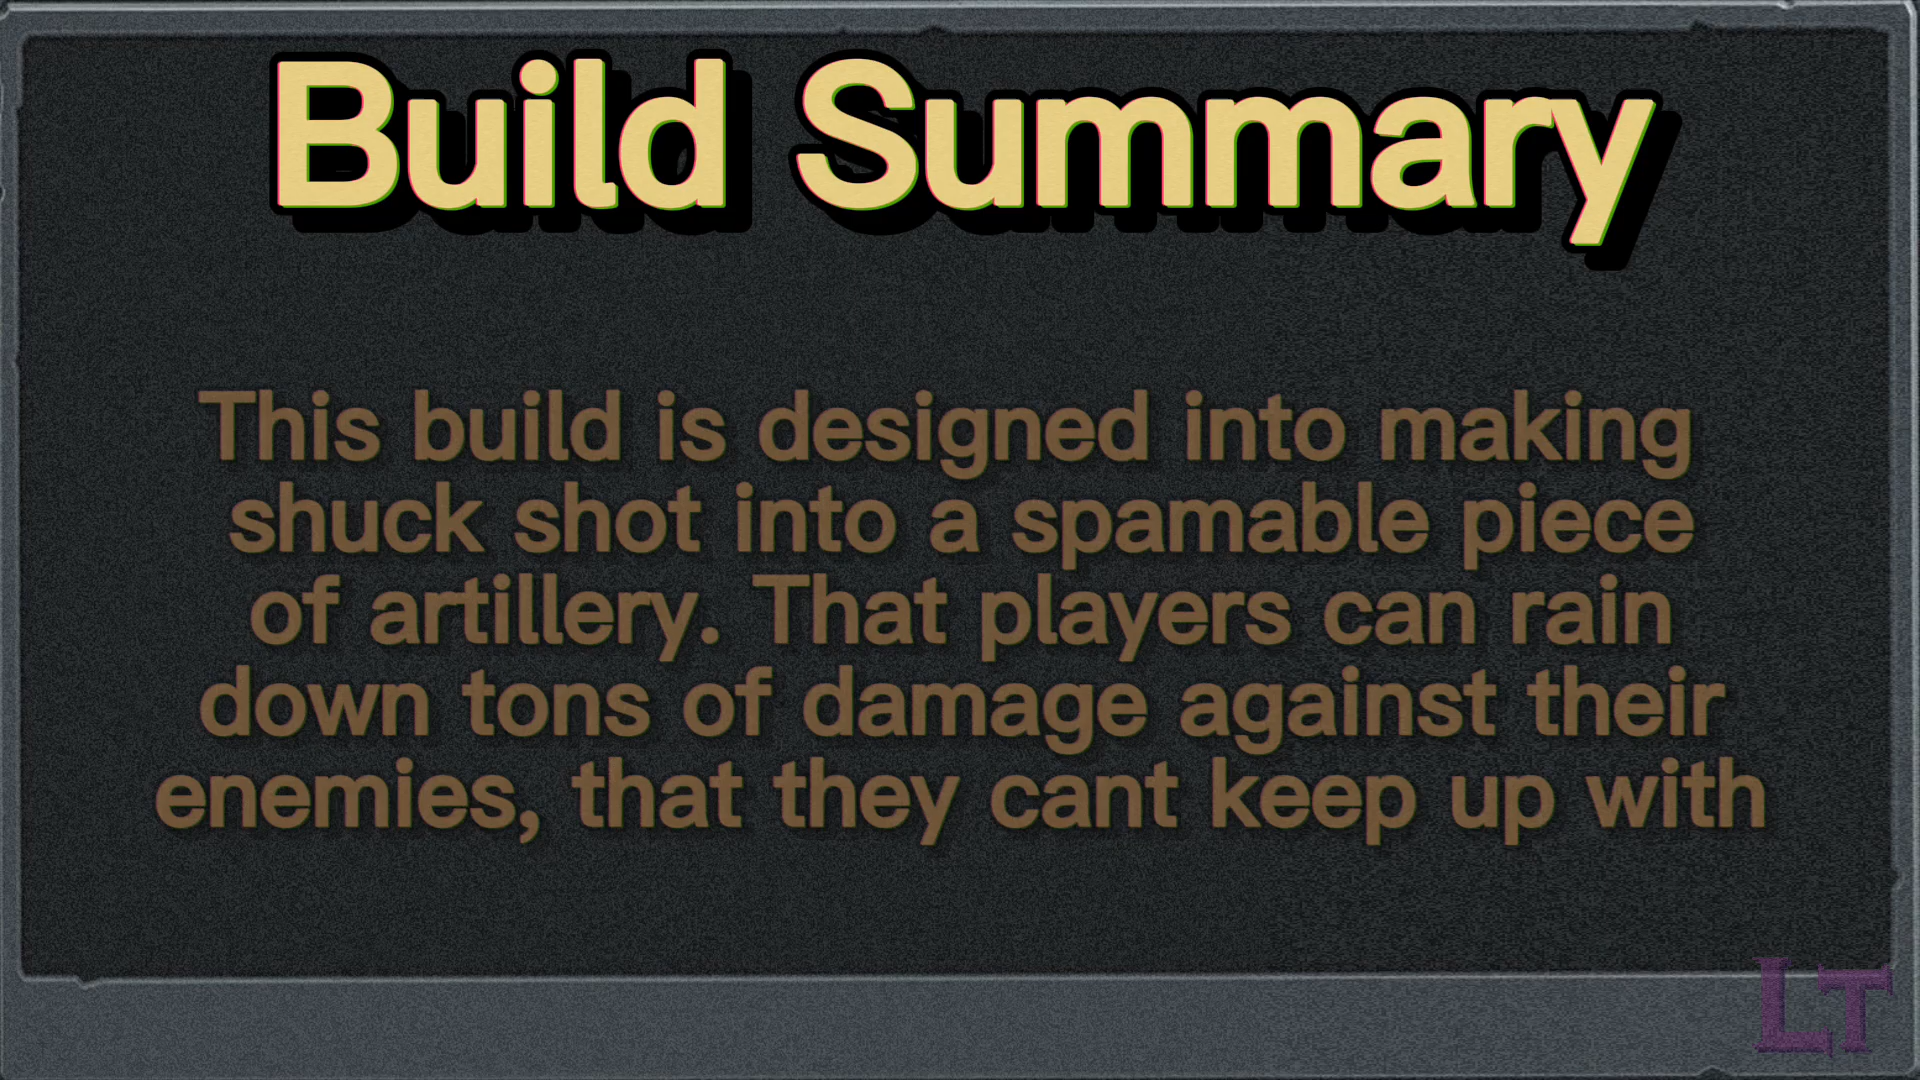 Build Summary
This build is designed into making
shuck shot into a spamable piece
of artillery. That players can rain
down tons of damage against their
enemies, that they cant keep up with
LT